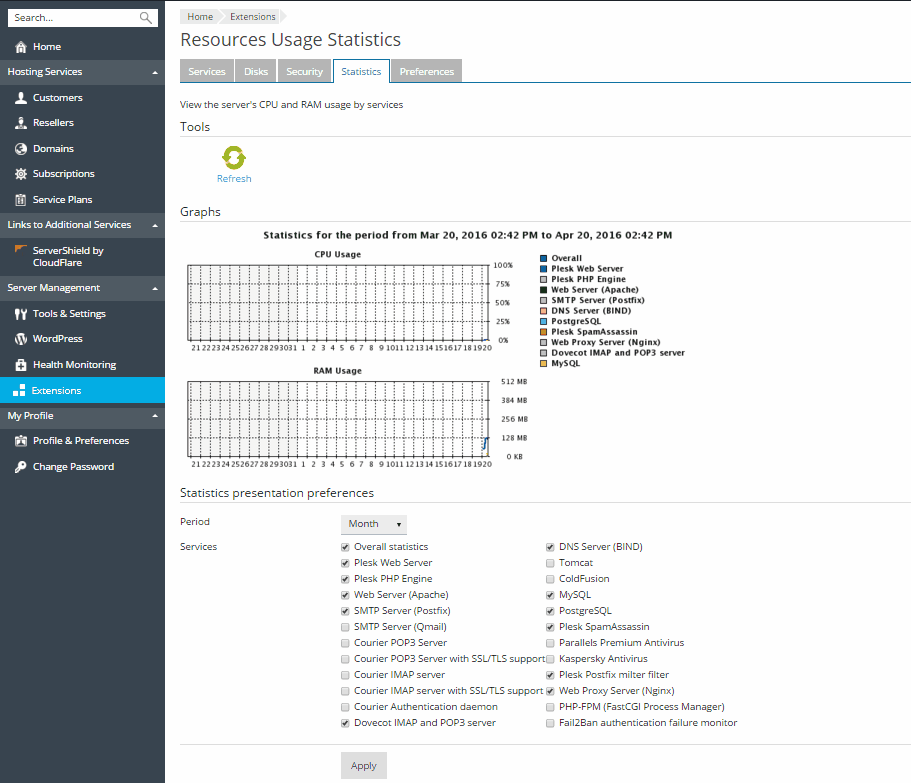 Search...
Home
Hosting Services
Customers
Resellers
Domains
Subscriptions
Service Plans
Links to Additional Services
ServerShield by
CloudFlare
Server Management
Tools & Settings
WordPress
Health Monitoring
Extensions
My Profile
Profile & Preferences
Change Password
Home Extensions
Resources Usage Statistics
Services Disks Security Statistics Preferences
View the server's CPU and RAM usage by services
Tools
Refresh
Graphs
Statistics for the period from Mar 20, 2016 02:42 PM to Apr 20, 2016 02:42 PM
CPU Usage
100%
75%
50%
25%
0%
21 22 23 24 25 26 27 28 29 30 31 1 2 3 4 5 6 7 8 9 10 11 12 13 14 15 16 17 18 19 20
Overall
Plesk Web Server
Plesk PHP Engine
Web Server (Apache)
SMTP Server (Postfix)
DNS Server (BIND)
PostgreSQL
Plesk SpamAssassin
Web Proxy Server (Nginx)
Dovecot IMAP and POP3 server
MySQL
RAM Usage
512 MB
384 MB
256 MB
128 MB
0 KB
21 22 23 24 25 26 27 28 29 30 31 1 2 3 4 5 6 7 8 9 10 11 12 13 14 15 16 17 18 19 20
Statistics presentation preferences
Period Month
Services
Overall statistics DNS Server (BIND)
Plesk Web Server Tomcat
Plesk PHP Engine ColdFusion
Web Server (Apache) MySQL
SMTP Server (Postfix) PostgreSQL
SMTP Server (Qmail) Plesk SpamAssassin
Courier POP3 Server Parallels Premium Antivirus
Courier POP3 Server with SSL/TLS support Kaspersky Antivirus
Courier IMAP server Plesk Postfix milter filter
Courier IMAP server with SSL/TLS support Web Proxy Server (Nginx)
Courier Authentication daemon PHP-FPM (FastCGI Process Manager)
Dovecot IMAP and POP3 server Fail2Ban authentication failure monitor
Apply